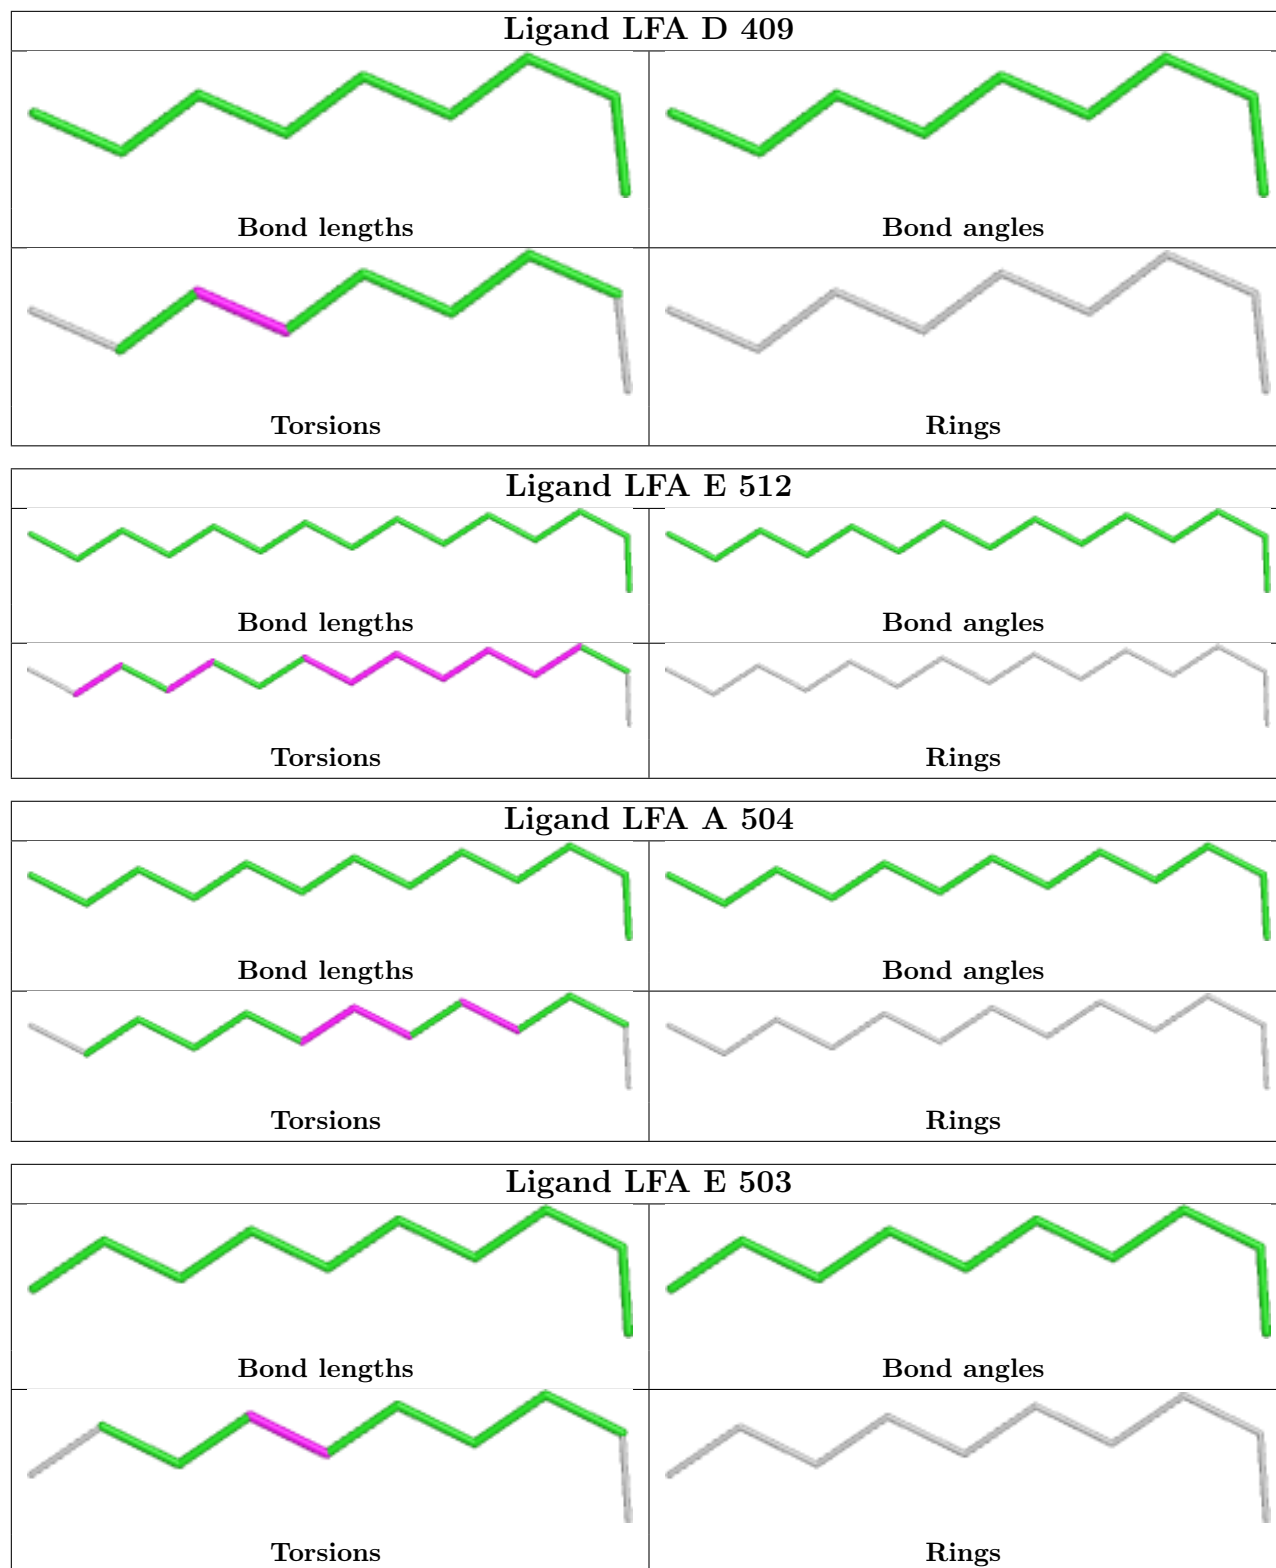 Ligand LFA D 409
Bond lengths
Bond angles
Torsions
Rings
Ligand LFA E 512
Bond lengths
Bond angles
Torsions
Rings
Ligand LFA A 504
Bond lengths
Bond angles
Torsions
Rings
Ligand LFA E 503
Bond lengths
Bond angles
Torsions
Rings